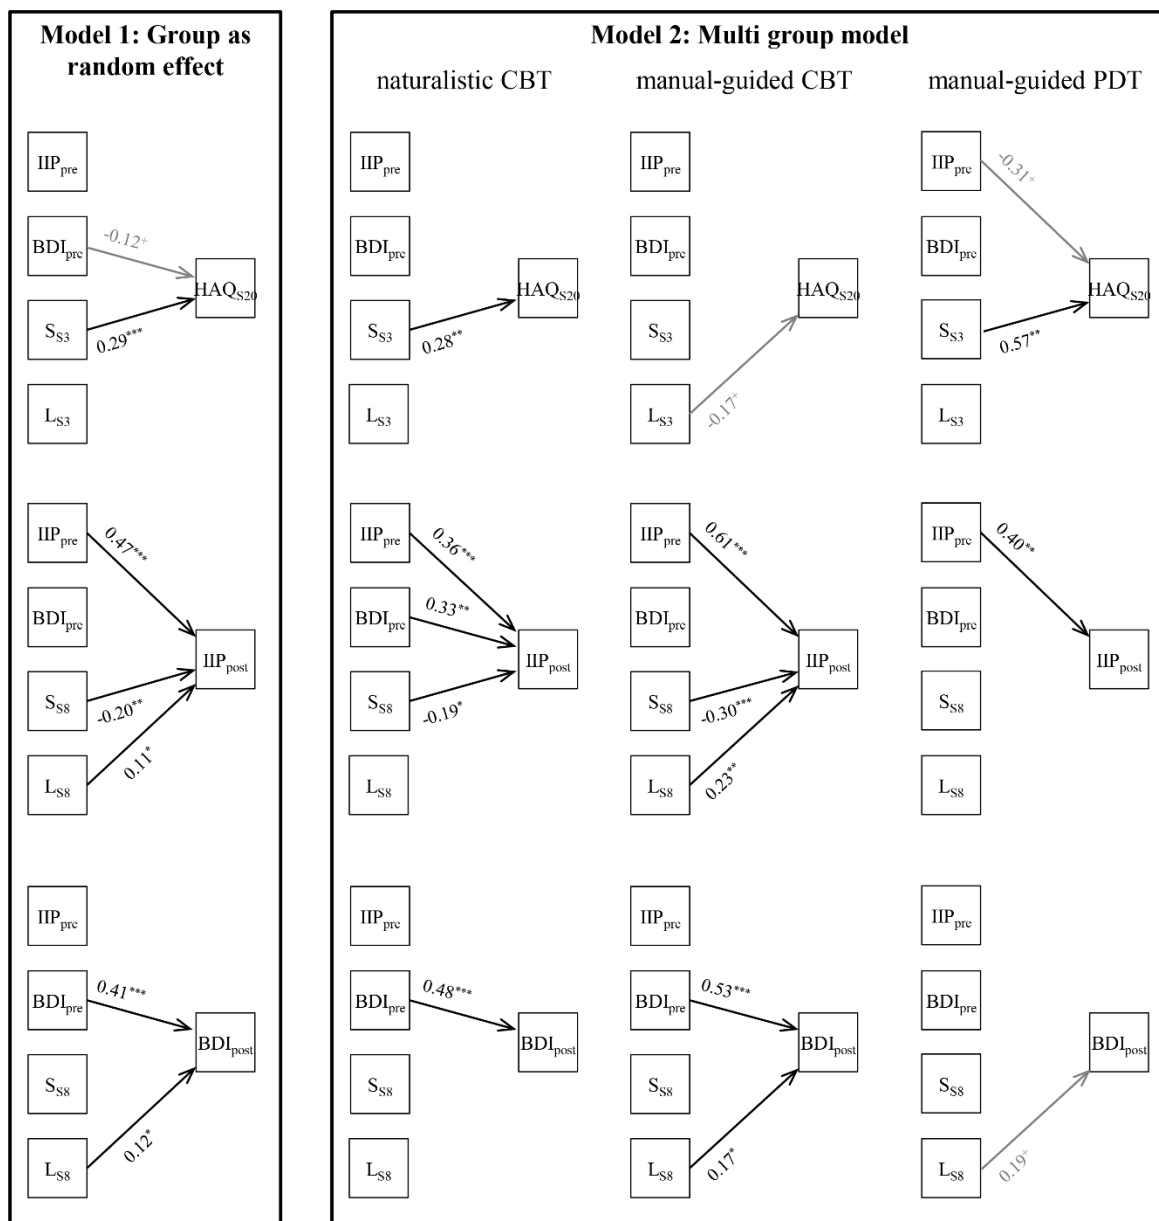 Model 1: Group as
random effect
Model 2: Multi group model
naturalistic CBT
manual-guided CBT
manual-guided PDT
IIPpre
BDIpre
SS3
LS3
-0.12+
0.29***
HAQS20
IIPpre
BDIpre
SS3
LS3
0.28**
HAQS20
IIPpre
BDIpre
SS3
LS3
-0.17+
HAQS20
IIPpre
BDIpre
SS3
LS3
-0.31+
0.57**
HAQS20
IIPpre
BDIpre
SS8
LS8
0.47***
-0.20**
0.11*
IIPpost
IIPpre
BDIpre
SS8
LS8
0.36***
0.33**
-0.19*
IIPpost
IIPpre
BDIpre
SS8
LS8
0.61***
-0.30***
0.23**
IIPpost
IIPpre
BDIpre
SS8
LS8
0.40**
IIPpost
IIPpre
BDIpre
SS8
LS8
0.41***
0.12*
BDIpost
IIPpre
BDIpre
SS8
LS8
0.48***
BDIpost
IIPpre
BDIpre
SS8
LS8
0.53***
0.17*
BDIpost
IIPpre
BDIpre
SS8
LS8
0.19+
BDIpost